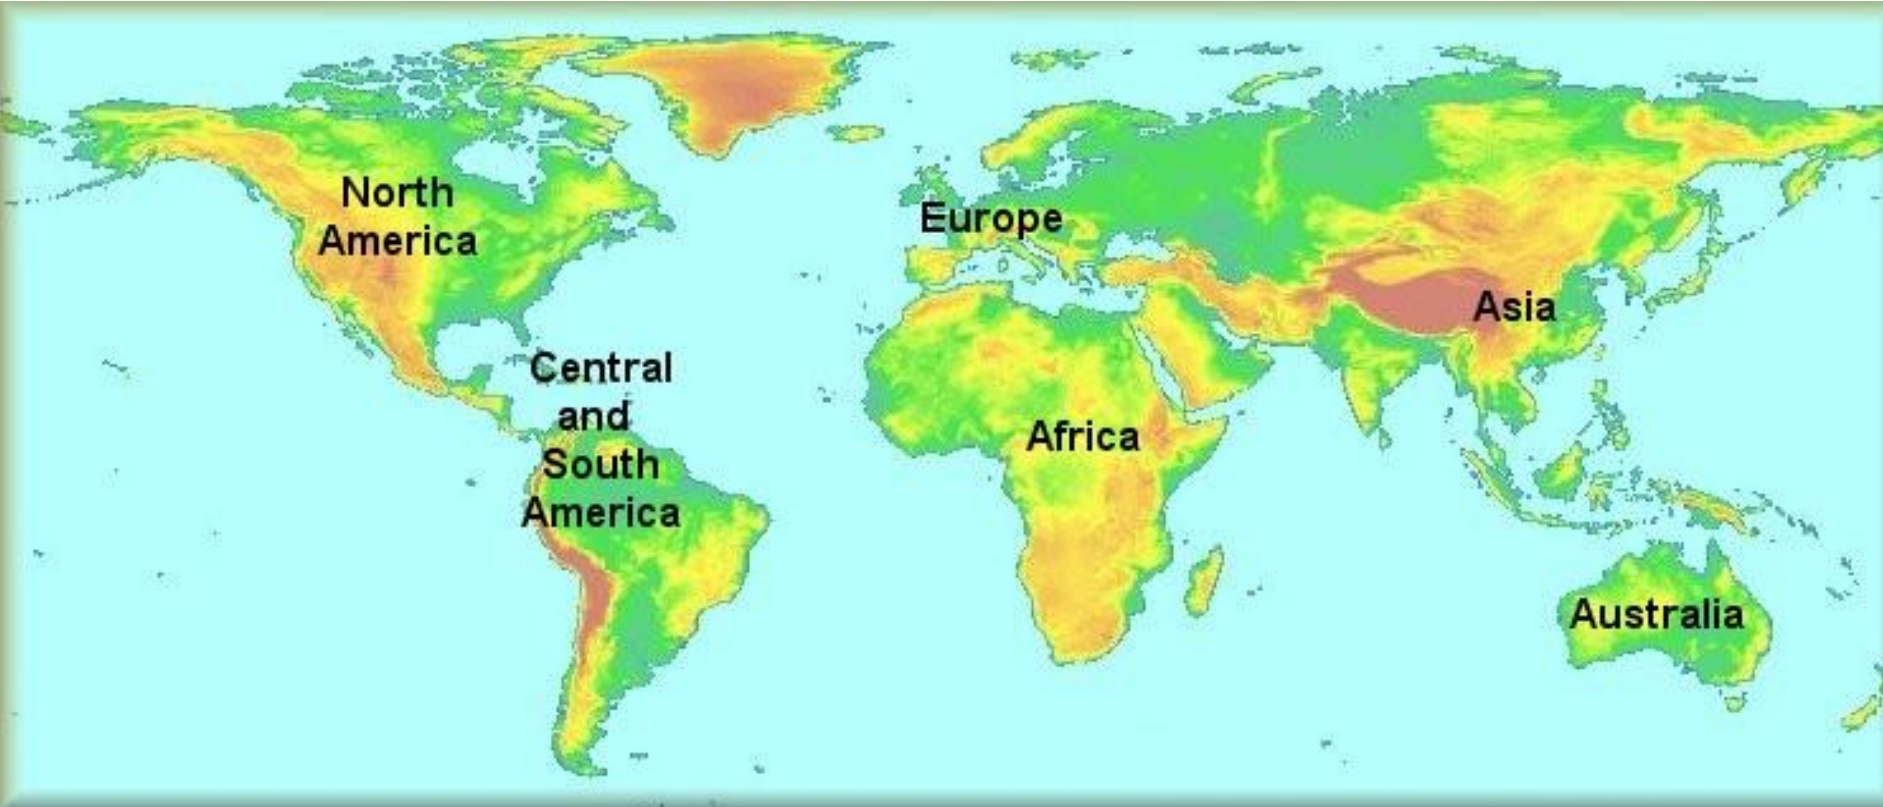 North
America
Europe
Asia
Central
and
South
America
Africa
Australia